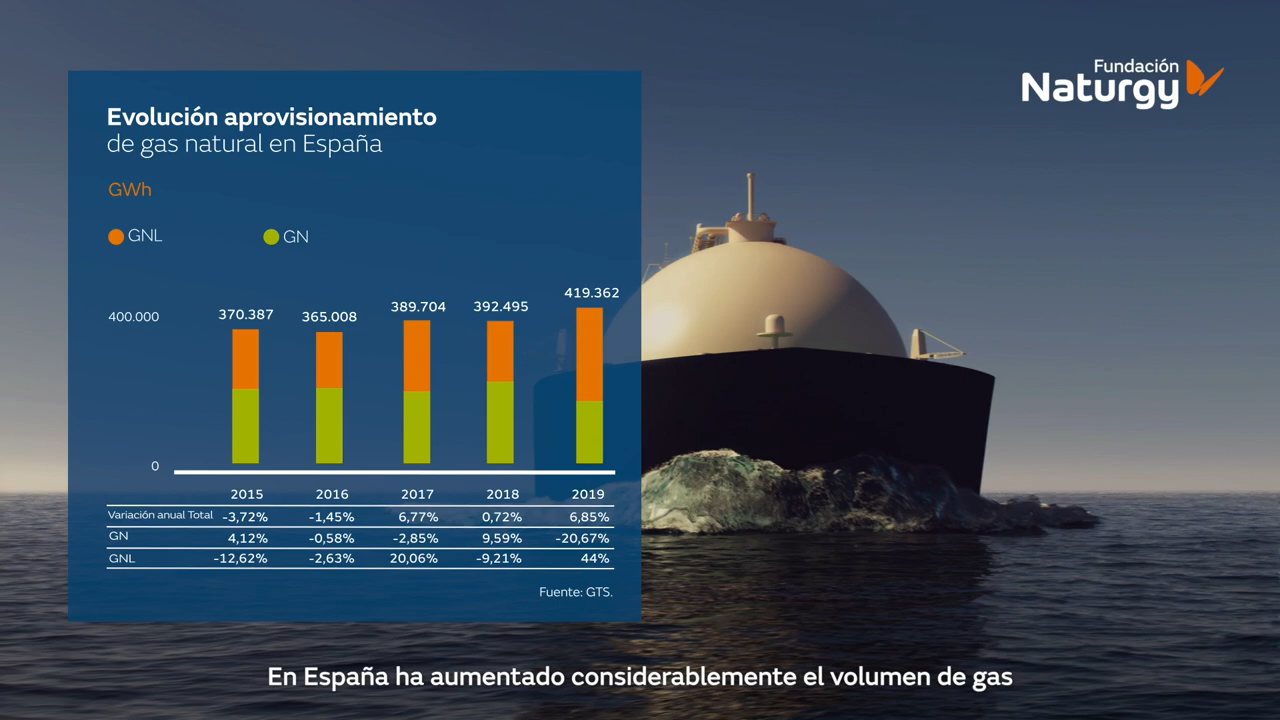 Fundación
Naturgy
Evolución aprovisionamiento
de gas natural en España
GWh
GNL GN
400.000
370.387 365.008 389.704 392.495 419.362
0
2015 2016 2017 2018 2019
Variación anual Total -3,72% -1,45% 6,77% 0,72% 6,85%
GN 4,12% -0,58% -2,85% 9,59% -20,67%
GNL -12,62% -2,63% 20,06% -9,21% 44%
Fuente: GTS.
En España ha aumentado considerablemente el volumen de gas